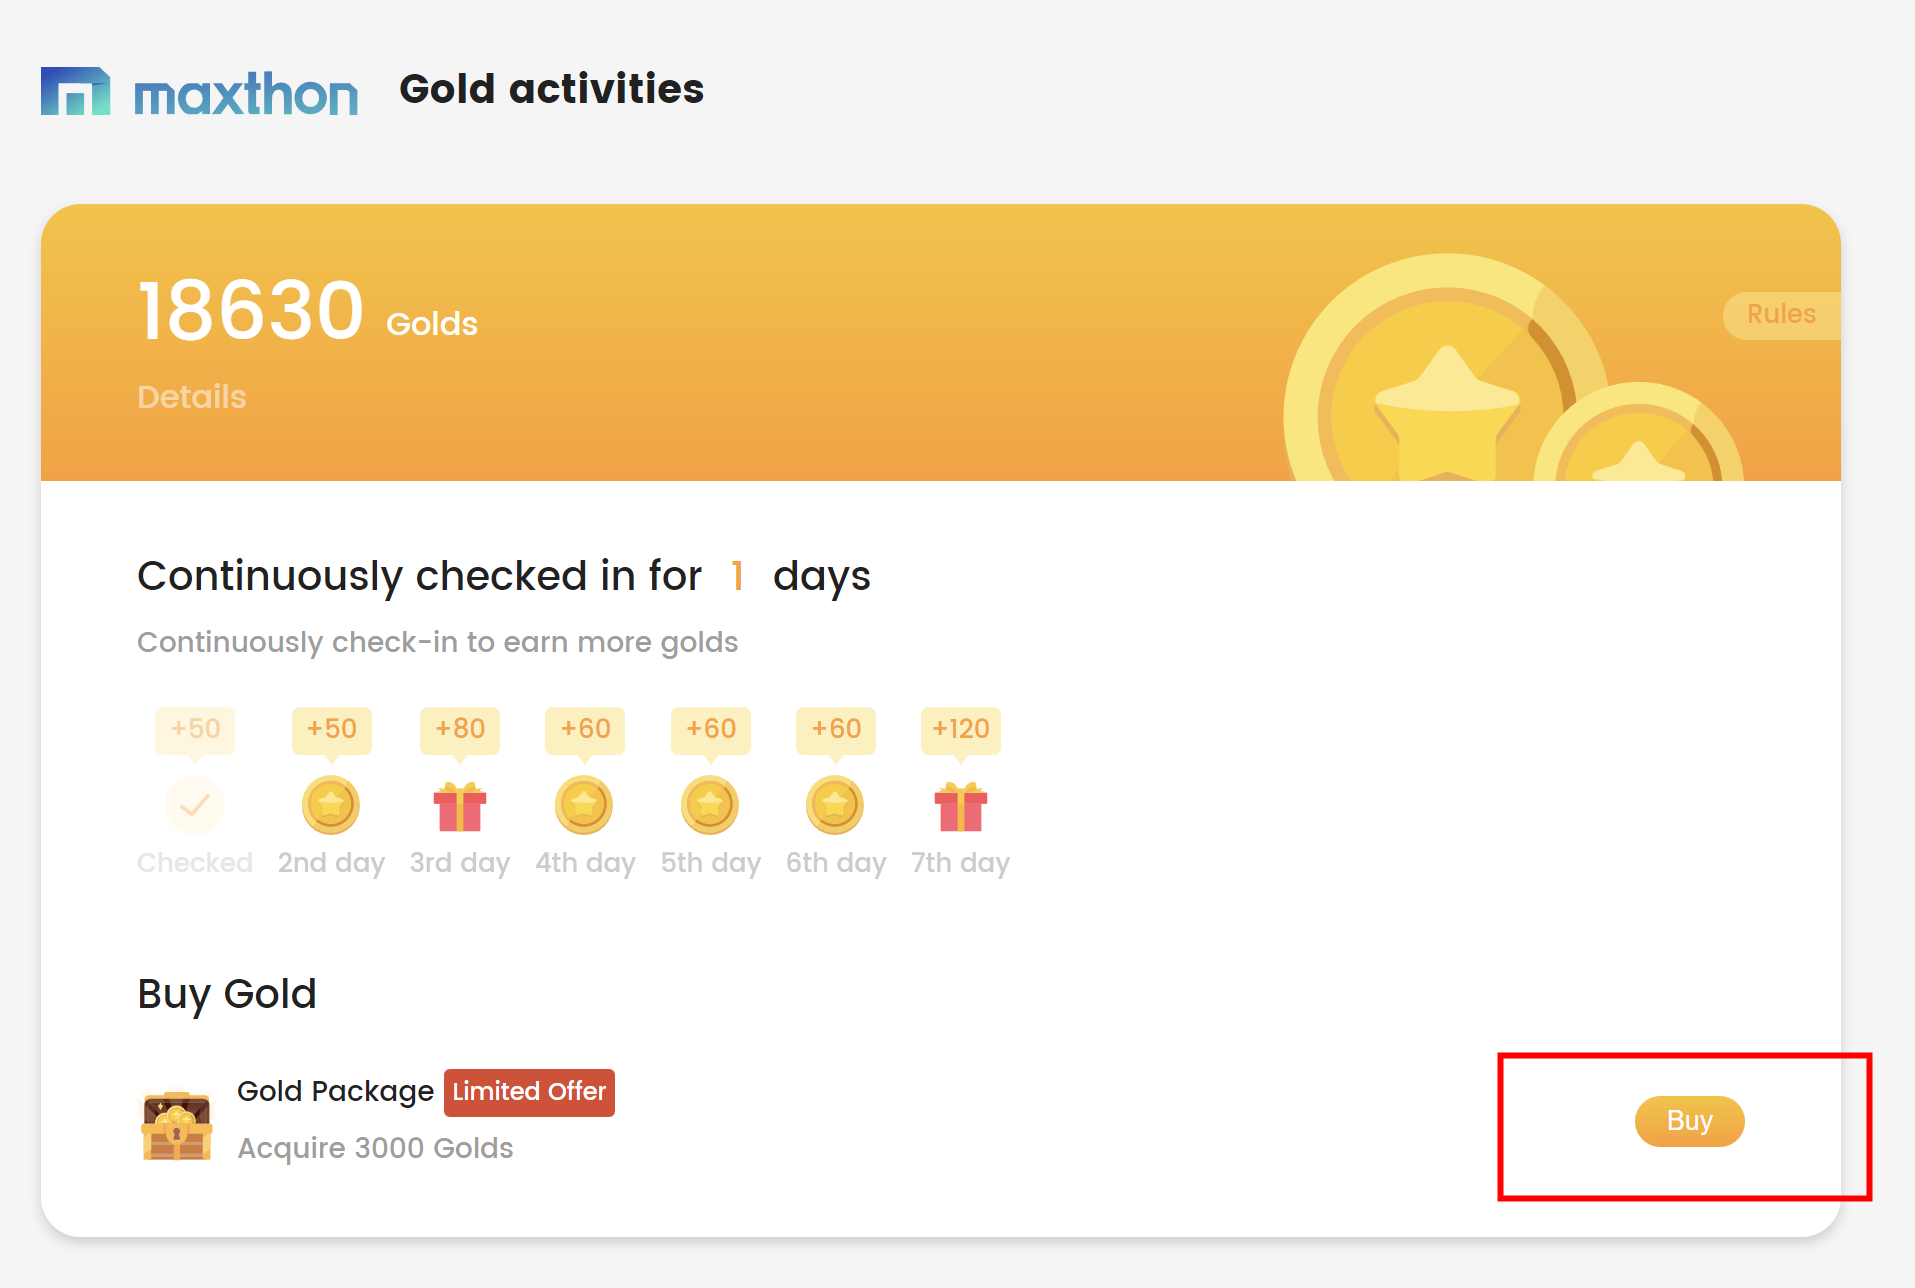 maxthon Gold activities
18630 Golds
Rules
Details
Continuously checked in for 1 days
Continuously check-in to earn more golds
+50 +50 +80 +60 +60 +60 +120
Checked 2nd day 3rd day 4th day 5th day 6th day 7th day
Buy Gold
Gold Package Limited Offer
Buy
Acquire 3000 Golds